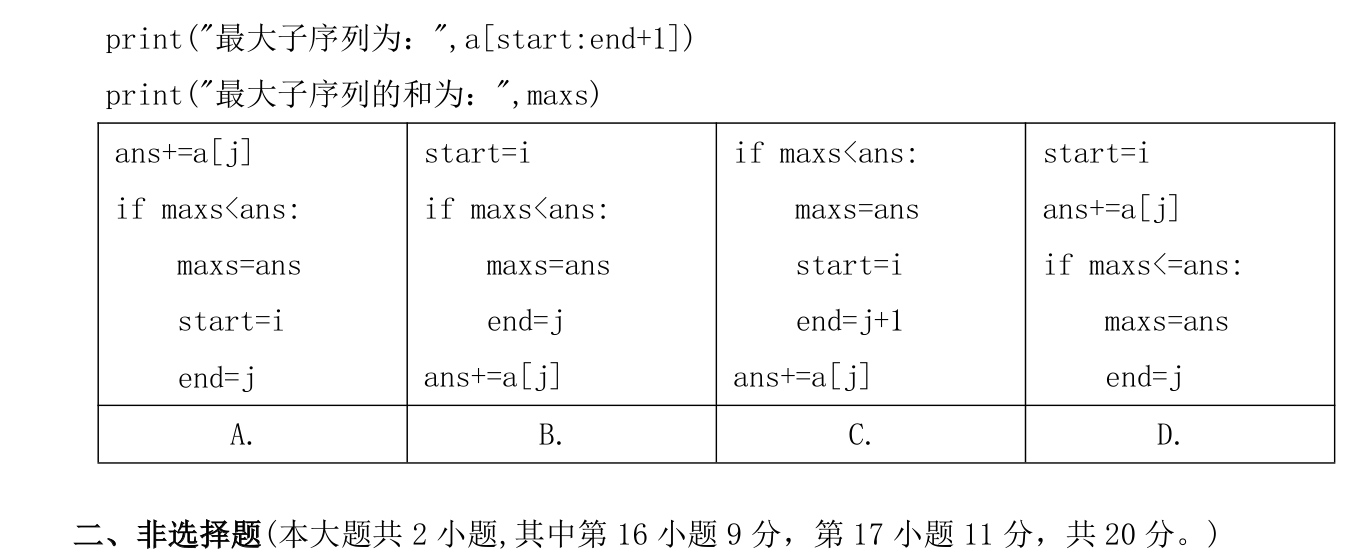 print("最大子序列为：",a[start:end+1])
print("最大子序列的和为：",maxs)
ans+=a[j]
if maxs<ans:
maxs=ans
start=i
end=j
start=i
if maxs<ans:
maxs=ans
end=j
ans+=a[j]
if maxs<ans:
maxs=ans
start=i
end=j+1
ans+=a[j]
start=i
ans+=a[j]
if maxs<=ans:
maxs=ans
end=j
A.
B.
C.
D.
二、非选择题(本大题共 2 小题,其中第 16 小题 9 分，第 17 小题 11 分，共 20 分。)